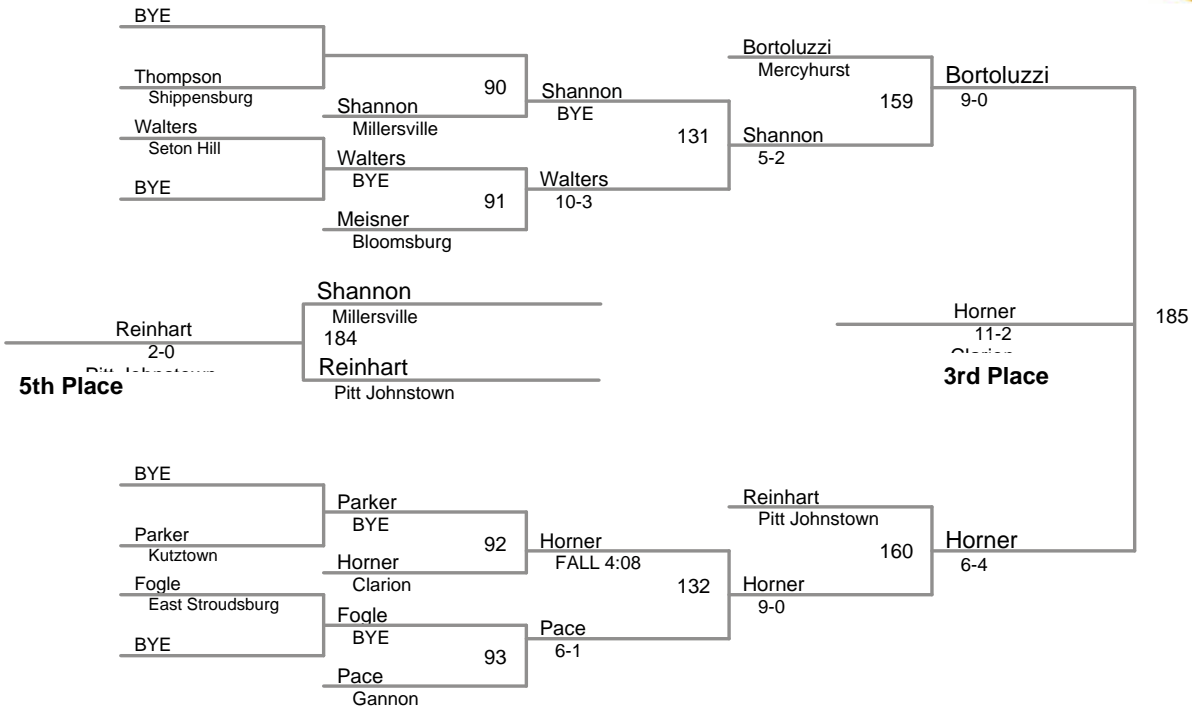 BYE
Thompson
Shippensburg
Walters
Seton Hill
BYE
90
Shannon
Millersville
Walters
BYE
91
Meisner
Bloomsburg
Shannon
BYE
131
Walters
10-3
Bortoluzzi
Mercyhurst
159
Shannon
5-2
Bortoluzzi
9-0
Shannon
Millersville
184
Reinhart
Pitt Johnstown
Reinhart
2-0
5th Place
Horner
11-2
3rd Place
185
BYE
Parker
Kutztown
Fogle
East Stroudsburg
BYE
Parker
BYE
92
Horner
Clarion
Fogle
BYE
93
Pace
Gannon
Horner
FALL 4:08
132
Pace
6-1
Reinhart
Pitt Johnstown
160
Horner
9-0
Horner
6-4